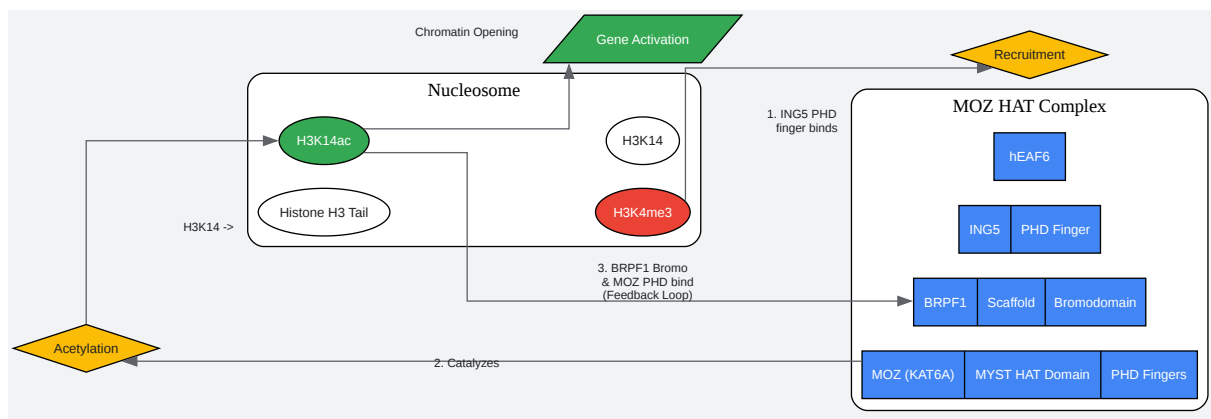 Chromatin Opening
Gene Activation
Recruitment
Nucleosome
MOZ HAT Complex
1. ING5 PHD
finger binds
H3K14ac
H3K14
hEAF6
Histone H3 Tail
H3K4me3
H3K14 ->
ING5
PHD Finger
3. BRPF1 Bromo
& MOZ PHD bind
(Feedback Loop)
BRPF1
Scaffold
Bromodomain
Acetylation
2. Catalyzes
MOZ (KAT6A)
MYST HAT Domain
PHD Fingers